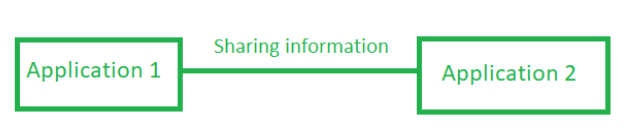 Sharing information
Application 1
Application 2